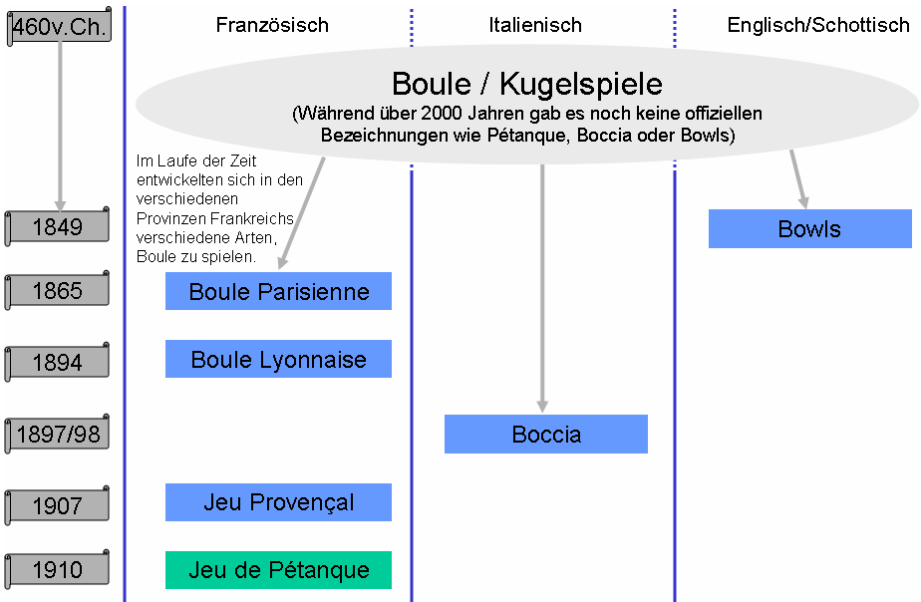 460v.Ch.
Französisch
Italienisch
Englisch/Schottisch
Boule / Kugelspiele
(Während über 2000 Jahren gab es noch keine offiziellen
Bezeichnungen wie Pétanque, Boccia oder Bowls)
Im Laufe der Zeit
entwickelten sich in den
verschiedenen
Provinzen Frankreichs
verschiedene Arten,
Boule zu spielen.
1849
Bowls
1865
Boule Parisienne
1894
Boule Lyonnaise
1897/98
Boccia
1907
Jeu Provençal
1910
Jeu de Pétanque